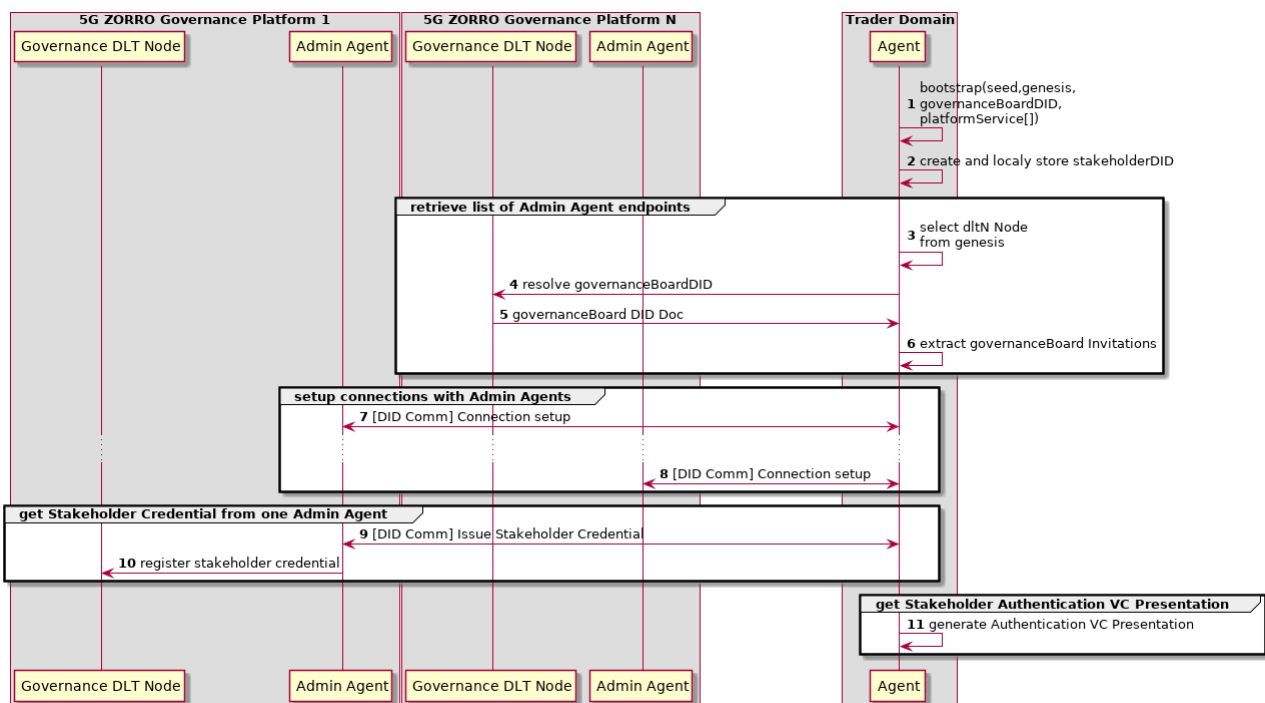 5G ZORRO Governance Platform 1
5G ZORRO Governance Platform N
Trader Domain
Governance DLT Node
Admin Agent
Governance DLT Node
Admin Agent
Agent
bootstrap(seed,genesis,
1 governanceBoardDID,
platformService[])
2 create and localy store stakeholderDID
retrieve list of Admin Agent endpoints
select dltN Node
3
from genesis
4 resolve governanceBoardDID
5 governanceBoard DID Doc
6 extract governanceBoard Invitations
setup connections with Admin Agents
7 [DID Comm] Connection setup
8 [DID Comm] Connection setup
get Stakeholder Credential from one Admin Agent
9 [DID Comm] Issue Stakeholder Credential
10 register stakeholder credential
get Stakeholder Authentication VC Presentation
11 generate Authentication VC Presentation
Governance DLT Node
Admin Agent
Governance DLT Node
Admin Agent
Agent